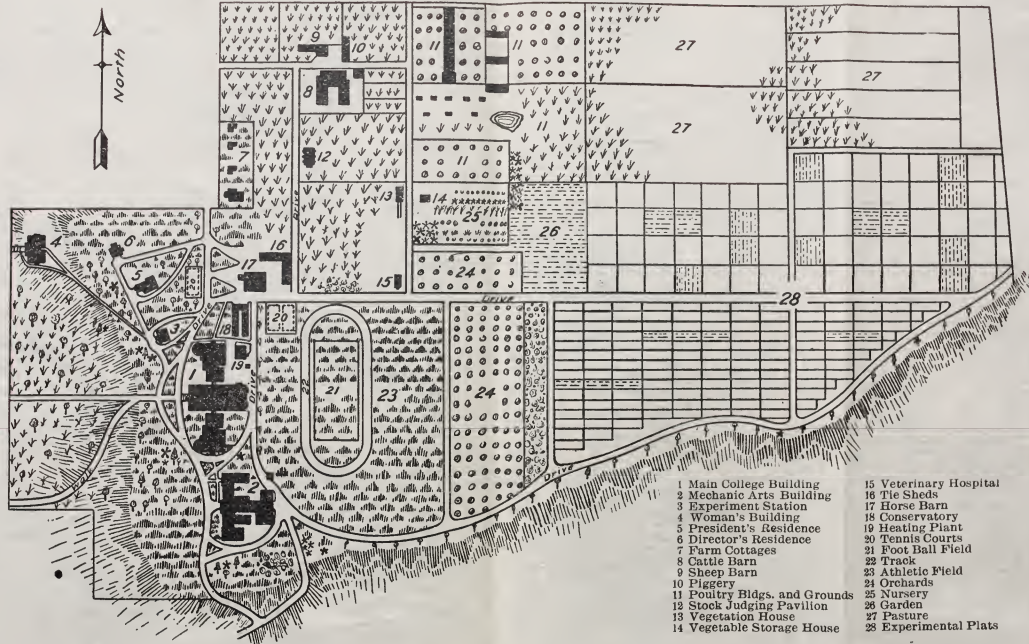 North
9
10
11
11
27
27
8
7
12
11
27
11
13
14
25
26
DRIVE
4
6
16
5
17
20
15
24
DRIVE
28
3
18
20
1
19
DRIVE
22
21
23
24
2
Drive
1 Main College Building
2 Mechanic Arts Building
3 Experiment Station
4 Woman's Building
5 President's Residence
6 Director's Residence
7 Farm Cottages
8 Cattle Barn
9 Sheep Barn
10 Piggery
11 Poultry Bldgs. and Grounds
12 Stock Judging Pavilion
13 Vegetation House
14 Vegetable Storage House
15 Veterinary Hospital
16 Tie Sheds
17 Horse Barn
18 Conservatory
19 Heating Plant
20 Tennis Courts
21 Foot Ball Field
22 Track
23 Athletic Field
24 Orchards
25 Nursery
26 Garden
27 Pasture
28 Experimental Plats